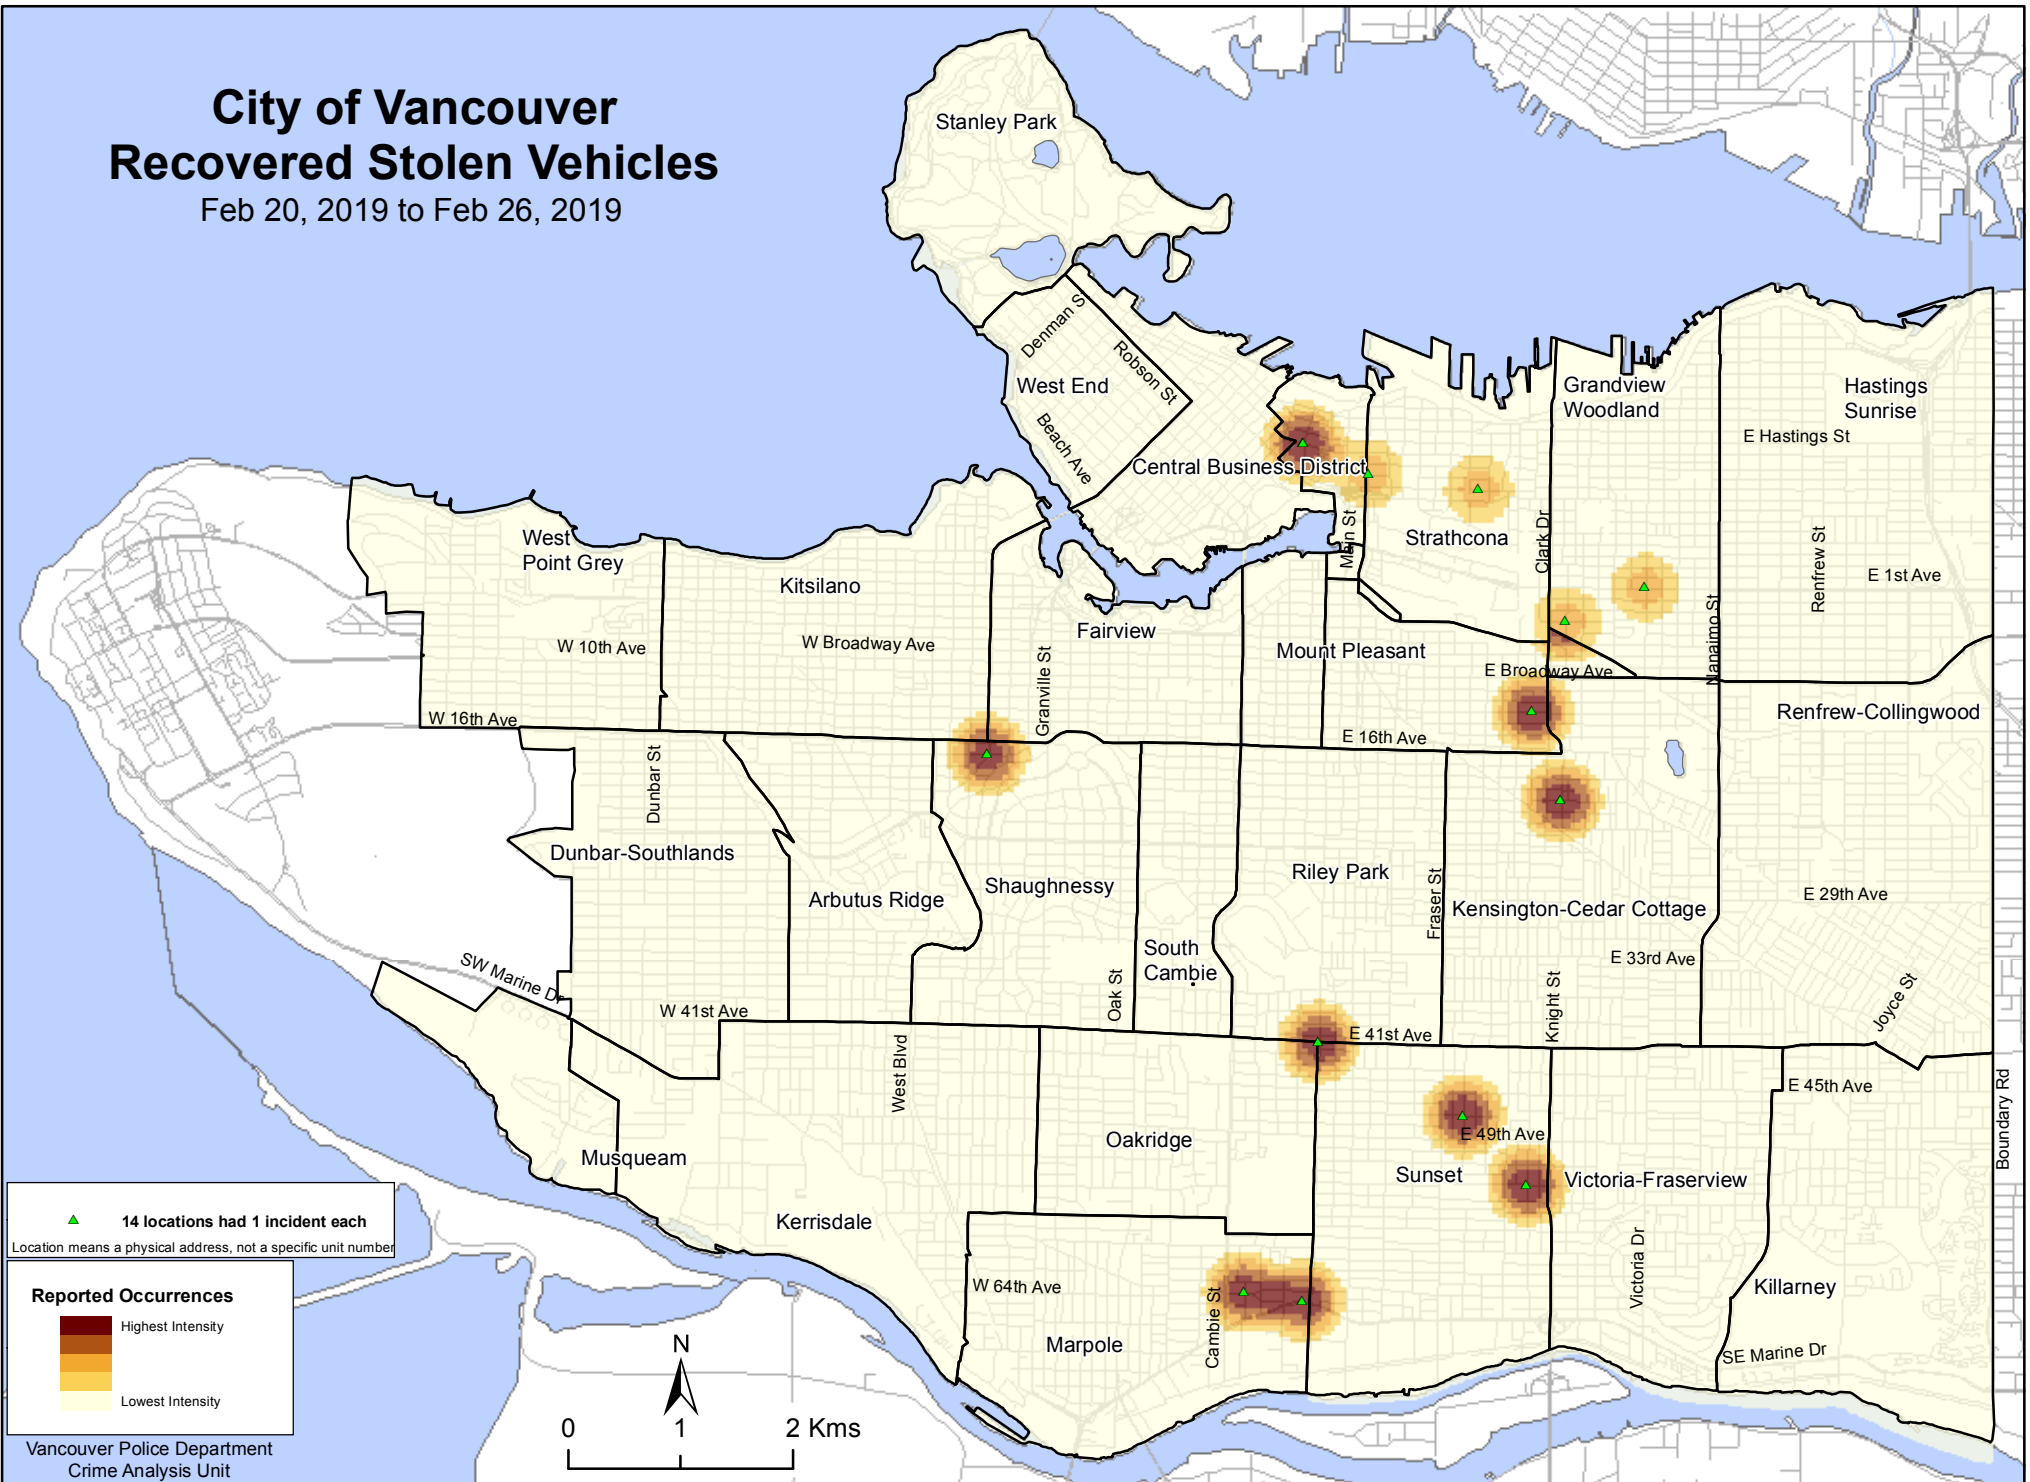 City of Vancouver
Recovered Stolen Vehicles
Feb 20, 2019 to Feb 26, 2019
Stanley Park
Denman S
Robson St
West End
Beach Ave
Central Business District
Grandview
Woodland
Hastings
Sunrise
E Hastings St
Main St
Strathcona
Clark Dr
Nanaimo St
Renfrew St
E 1st Ave
West
Point Grey
Kitsilano
W 10th Ave
W Broadway Ave
Fairview
Granville St
Mount Pleasant
E Broadway Ave
W 16th Ave
E 16th Ave
Renfrew-Collingwood
Dunbar St
Dunbar-Southlands
Arbutus Ridge
Shaughnessy
Riley Park
Fraser St
Kensington-Cedar Cottage
E 29th Ave
South
Cambie
Oak St
E 33rd Ave
Knight St
Joyce St
SW Marine Dr
W 41st Ave
E 41st Ave
West Blvd
E 45th Ave
Boundary Rd
Oakridge
E 49th Ave
Musqueam
Sunset
Victoria-Fraserview
Kerrisdale
Victoria Dr
W 64th Ave
Cambie St
Killarney
Marpole
SE Marine Dr
14 locations had 1 incident each
Location means a physical address, not a specific unit number
Reported Occurrences
Highest Intensity
Lowest Intensity
Vancouver Police Department
Crime Analysis Unit
N
0 1 2 Kms